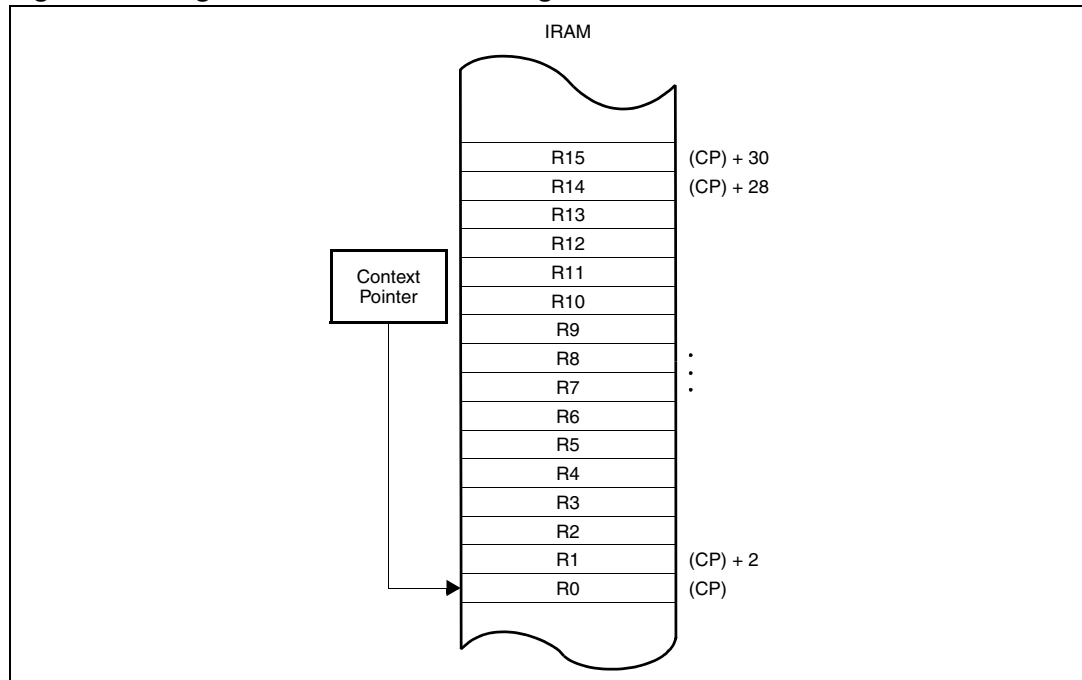 IRAM
R15 (CP) + 30
R14 (CP) + 28
R13
R12
Context
Pointer
R11
R10
R9
R8
R7
R6
R5
R4
R3
R2
R1 (CP) + 2
R0 (CP)